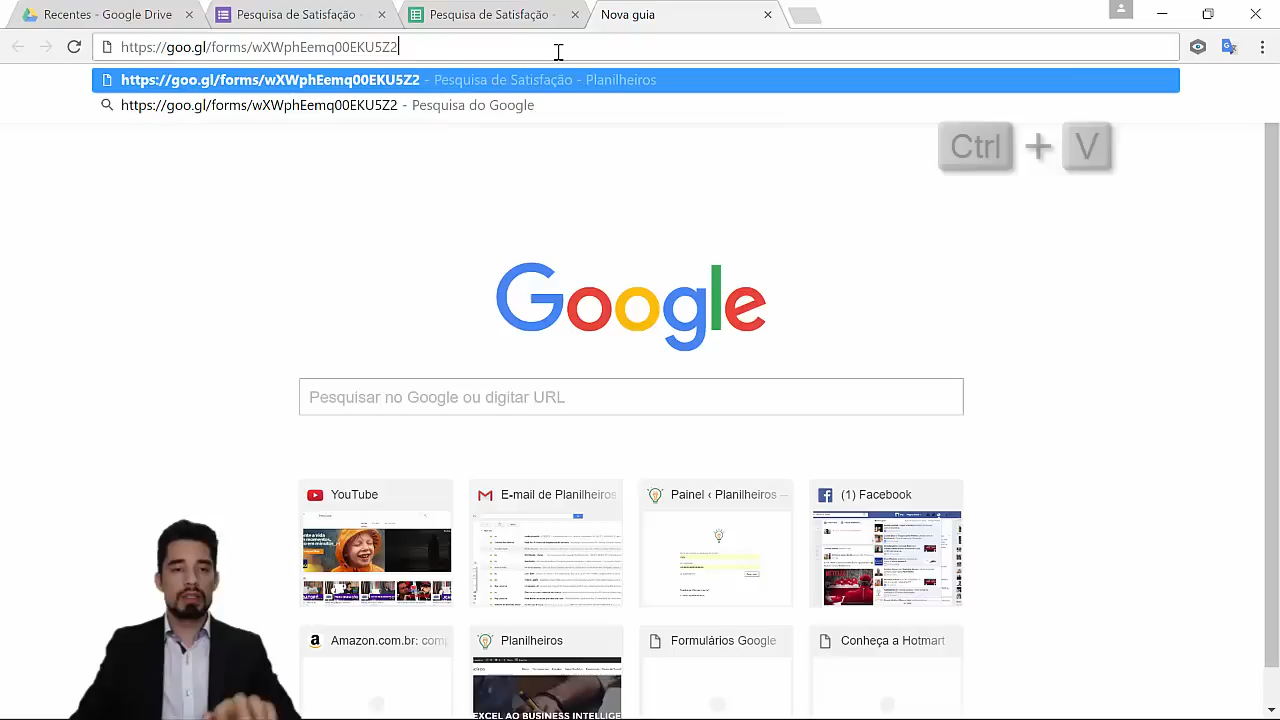 Recentes - Google Drive
Pesquisa de Satisfação -
Pesquisa de Satisfação -
Nova guia
https://goo.gl/forms/wXWphEemq00EKU5Z2
https://goo.gl/forms/wXWphEemq00EKU5Z2 - Pesquisa de Satisfação - Planilheiros
https://goo.gl/forms/wXWphEemq00EKU5Z2 - Pesquisa do Google
Ctrl + V
Google
Pesquisar no Google ou digitar URL
YouTube
E-mail de Planilheiros
Painel ‹ Planilheiros —
(1) Facebook
Amazon.com.br: com
Planilheiros
Formulários Google
Conheça a Hotmart
EXCEL AO BUSINESS INTELLIGE